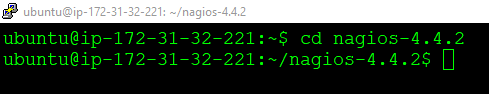 ubuntu@ip-172-31-32-221: ~/nagios-4.4.2
ubuntu@ip-172-31-32-221:~$ cd nagios-4.4.2
ubuntu@ip-172-31-32-221:~/nagios-4.4.2$